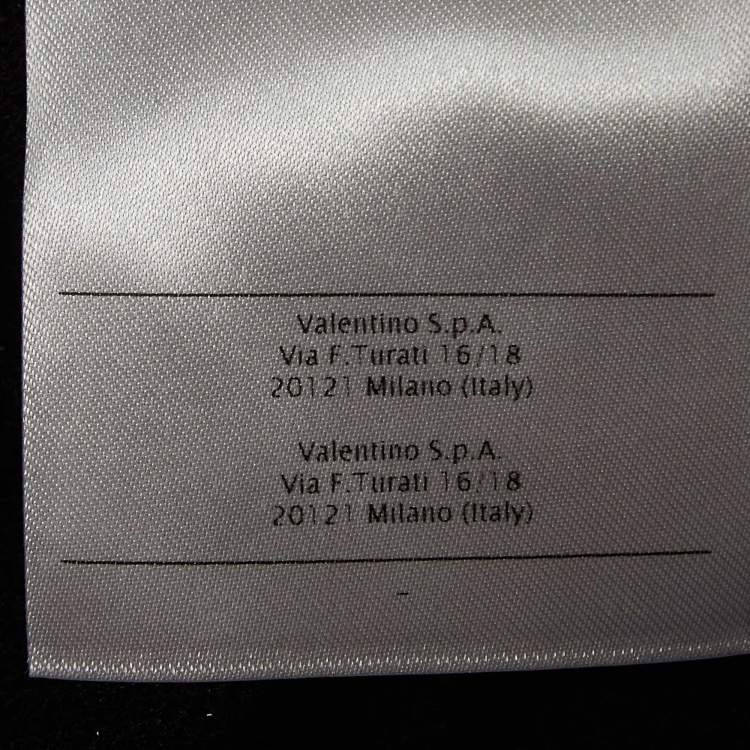 Valentino S.p.A.
Via F.Turati 16/18
20121 Milano (Italy)
Valentino S.p.A.
Via F.Turati 16/18
20121 Milano (Italy)
-